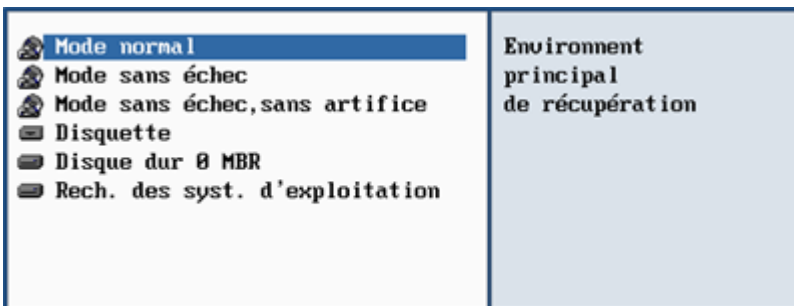 Mode normal
Mode sans échec
Mode sans échec,sans artifice
Disquette
Disque dur 0 MBR
Rech. des syst. d'exploitation
Environnent
principal
de récupération